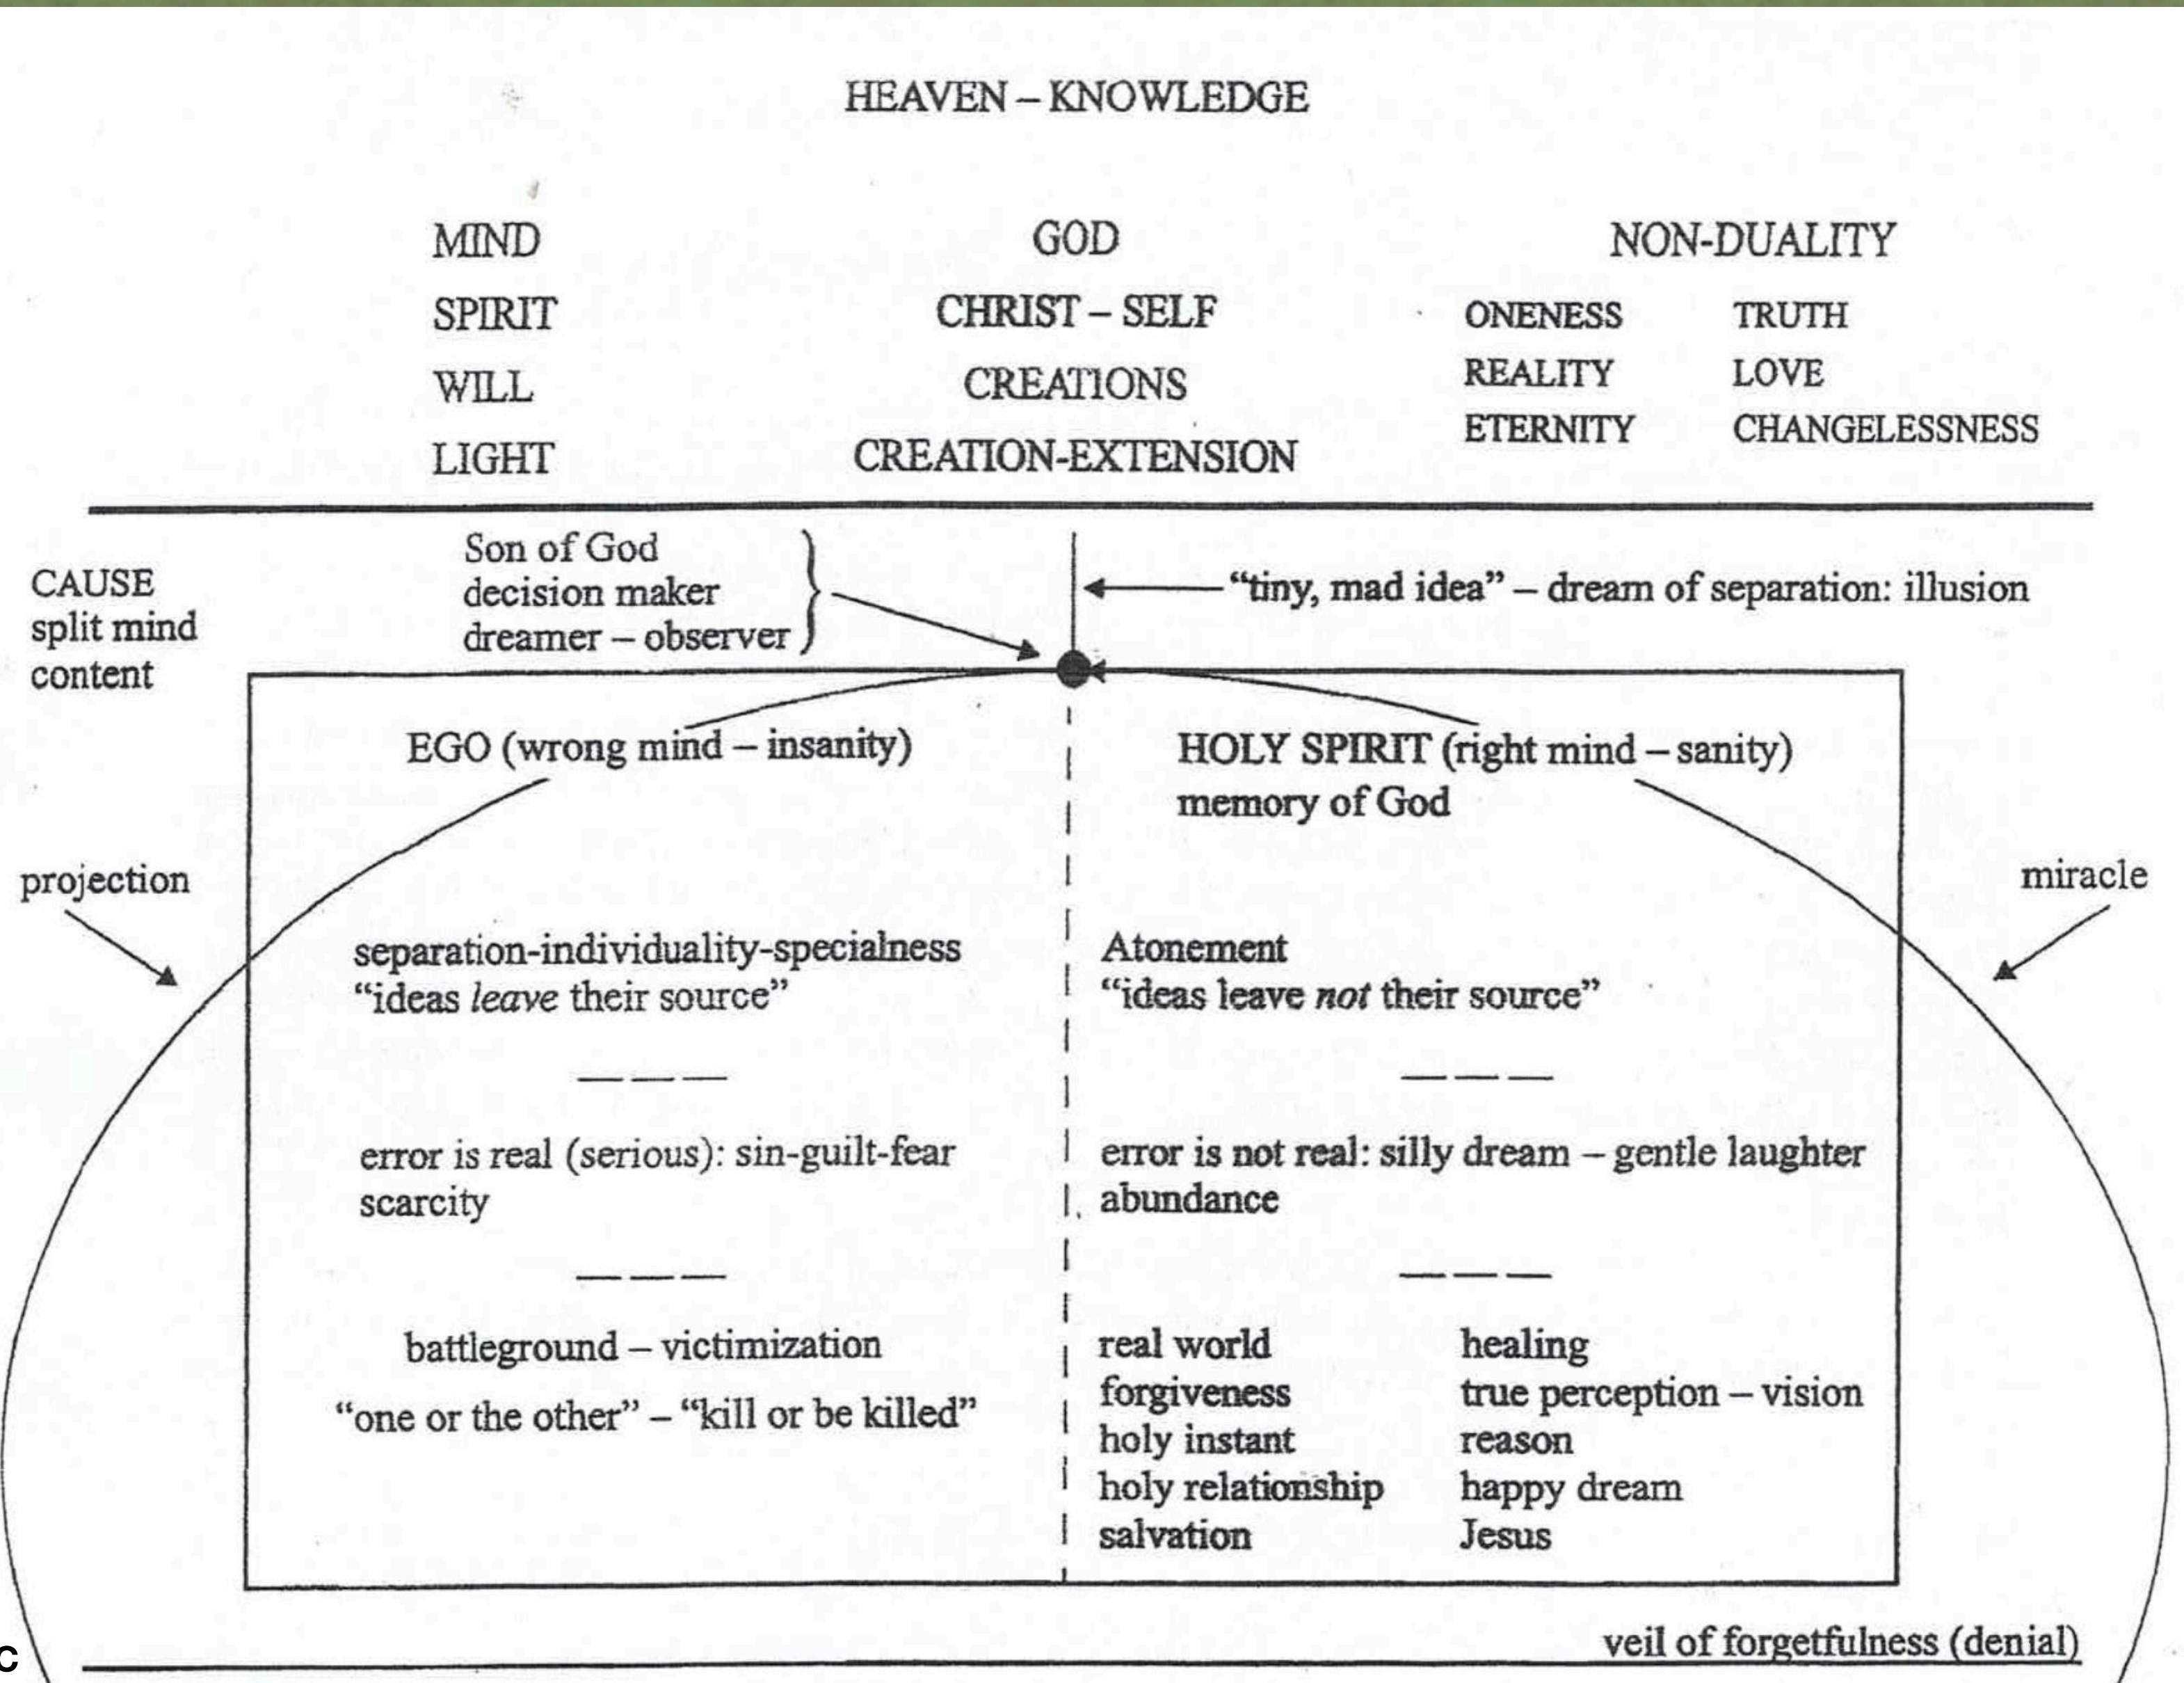 HEAVEN – KNOWLEDGE
MIND
SPIRIT
WILL
LIGHT
GOD
CHRIST – SELF
CREATIONS
CREATION-EXTENSION
NON-DUALITY
ONENESS TRUTH
REALITY LOVE
ETERNITY CHANGELESSNESS
CAUSE
split mind
content
Son of God
decision maker
dreamer – observer
“tiny, mad idea” – dream of separation: illusion
EGO (wrong mind – insanity)
HOLY SPIRIT (right mind – sanity)
memory of God
projection
miracle
separation-individuality-specialness
“ideas leave their source”
Atonement
“ideas leave not their source”
error is real (serious): sin-guilt-fear
scarcity
error is not real: silly dream – gentle laughter
abundance
battleground – victimization
“one or the other” – “kill or be killed”
real world
forgiveness
holy instant
holy relationship
salvation
healing
true perception – vision
reason
happy dream
Jesus
veil of forgetfulness (denial)